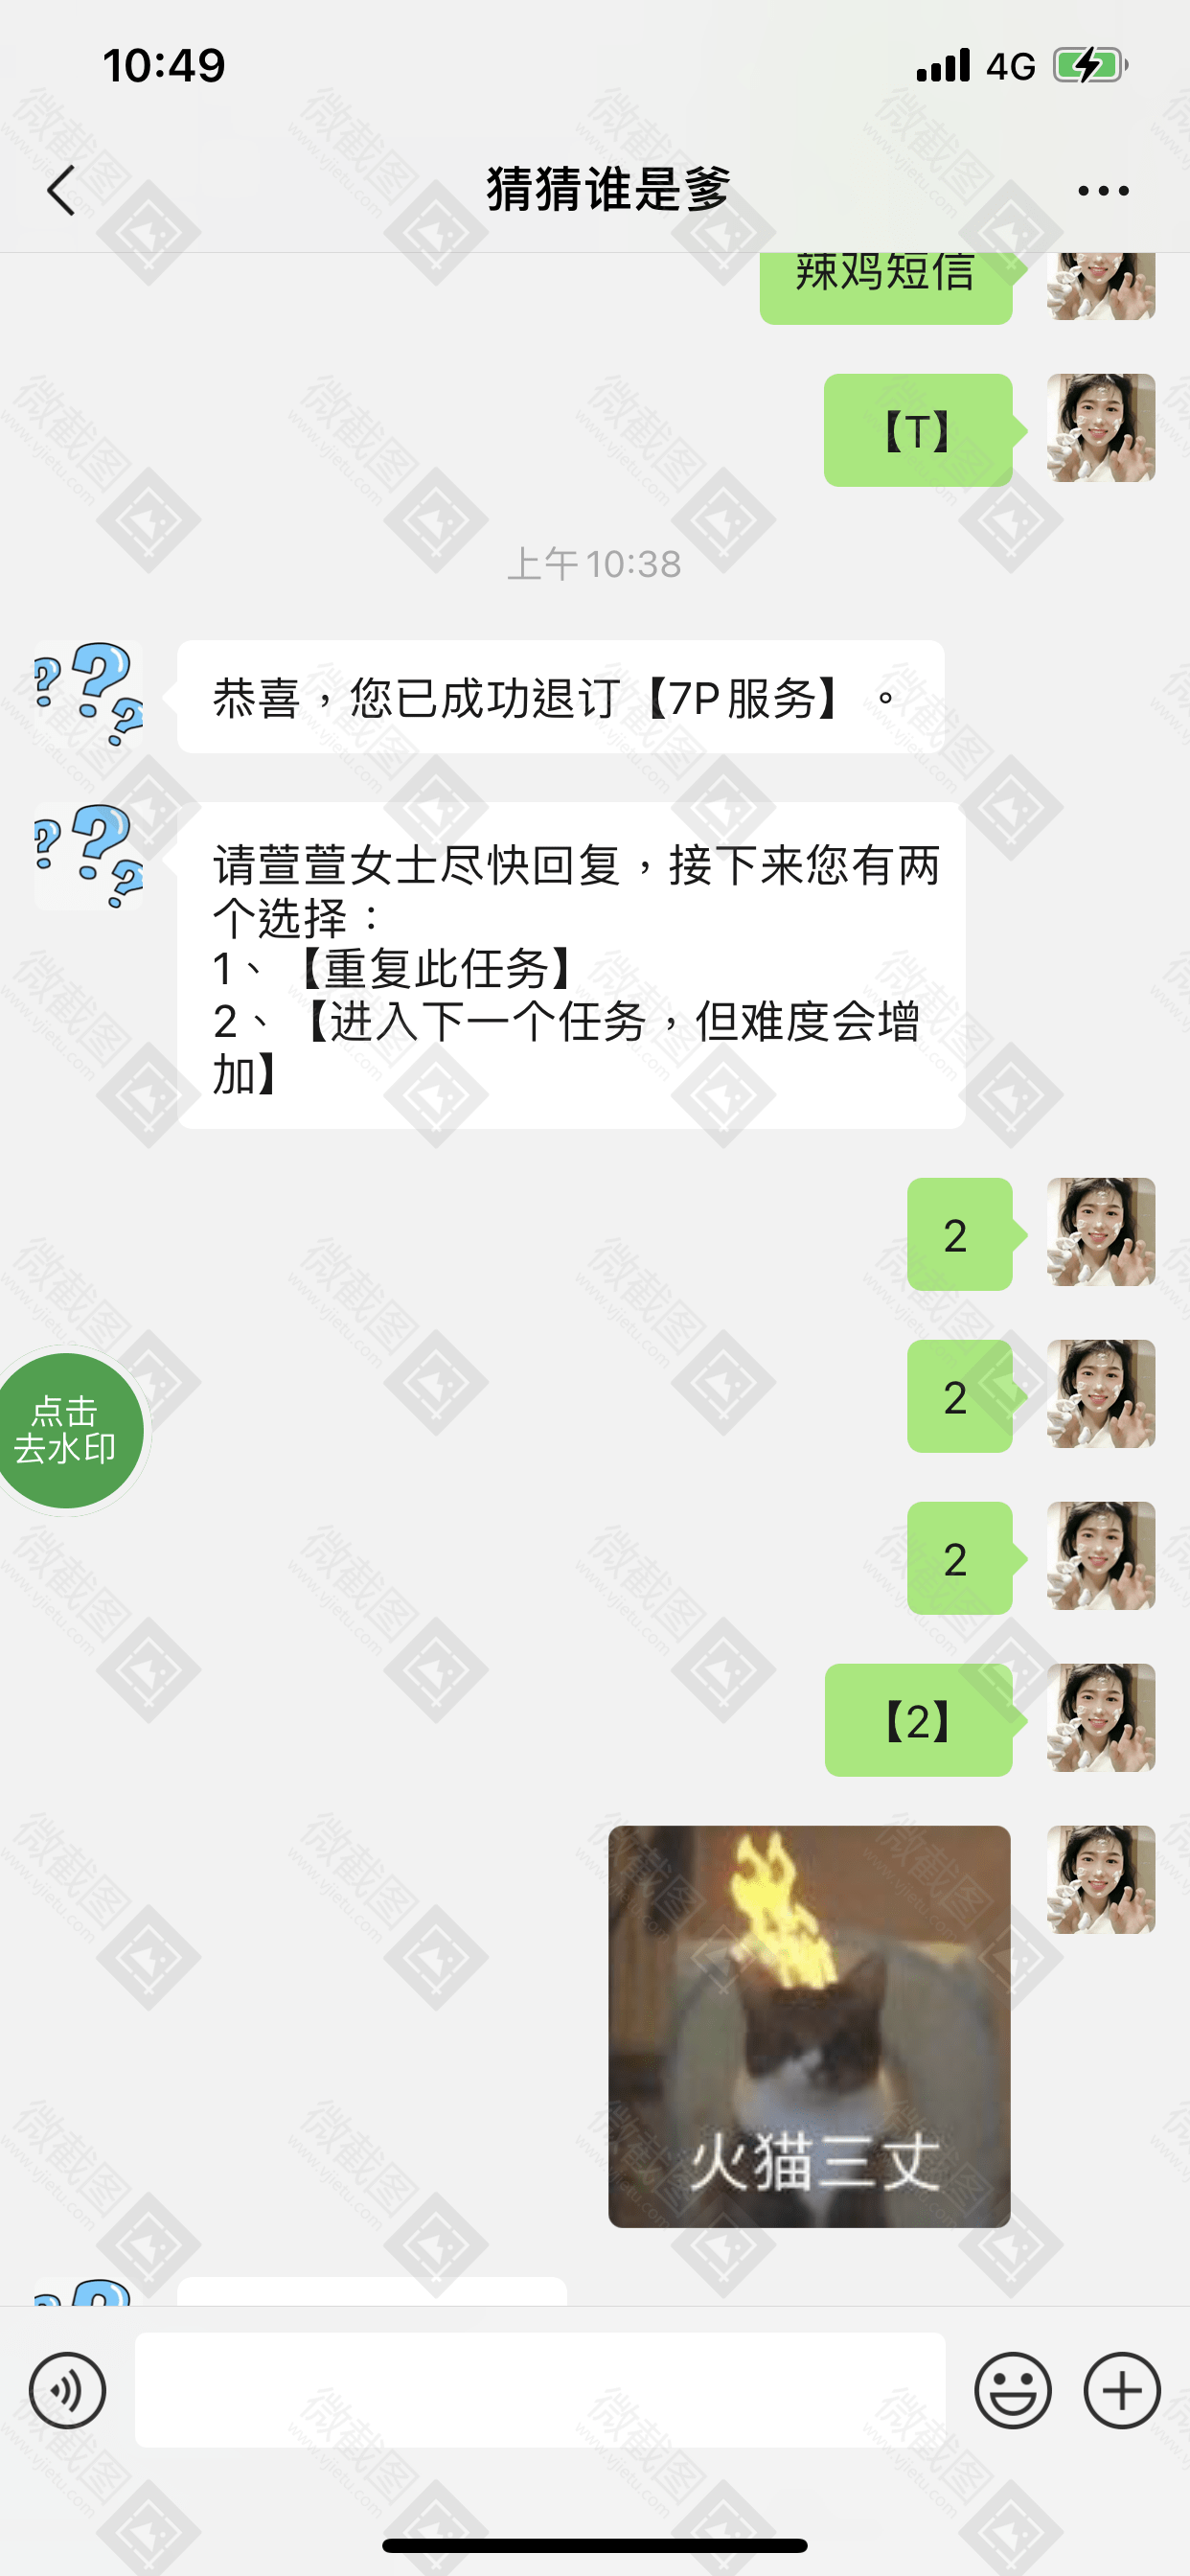 10:49
4G
猜猜谁是爹
辣鸡短信
【T】
上午10:38
恭喜，您已成功退订【7P服务】。
请萱萱女士尽快回复，接下来您有两
个选择：
1、【重复此任务】
2、【进入下一个任务，但难度会增
加】
2
2
点击
去水印
2
【2】
火猫三丈
微截图
www.vjietu.com